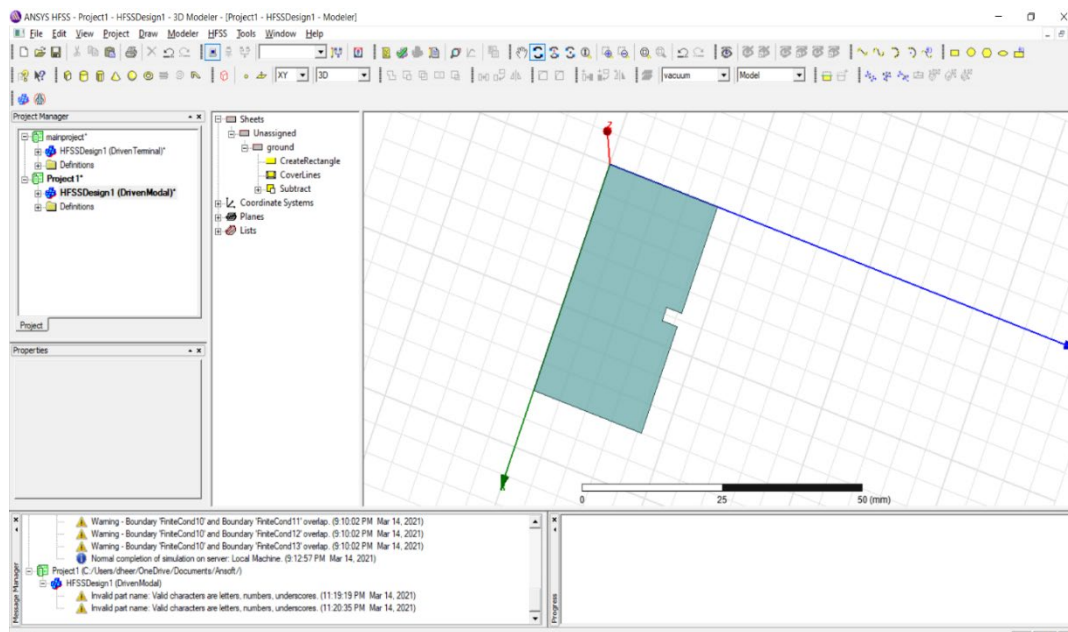 ANSYS HFSS - Project1 - HFSSDesign1 - 3D Modeler - [Project1 - HFSSDesign1 - Modeler]
File Edit View Project Draw Modeler HFSS Tools Window Help
XY 3D vacuum Model
Project Manager
mainproject*
HFSSDesign1 (DrivenTerminal)*
Definitions
Project1*
HFSSDesign1 (DrivenModal)*
Definitions
Project
Properties
Sheets
Unassigned
ground
CreateRectangle
CoverLines
Subtract
Coordinate Systems
Planes
Lists
Z
0 25 50 (mm)
Message Manager
Warning - Boundary 'FiniteCond10' and Boundary 'FiniteCond11' overlap. (9:10:02 PM Mar 14, 2021)
Warning - Boundary 'FiniteCond10' and Boundary 'FiniteCond12' overlap. (9:10:02 PM Mar 14, 2021)
Warning - Boundary 'FiniteCond10' and Boundary 'FiniteCond13' overlap. (9:10:02 PM Mar 14, 2021)
Normal completion of simulation on server: Local Machine. (9:12:57 PM Mar 14, 2021)
Project1 (C:/Users/dheer/OneDrive/Documents/Ansoft/)
HFSSDesign1 (DrivenModal)
Invalid part name: Valid characters are letters, numbers, underscores. (11:19:19 PM Mar 14, 2021)
Invalid part name: Valid characters are letters, numbers, underscores. (11:20:35 PM Mar 14, 2021)
Progress